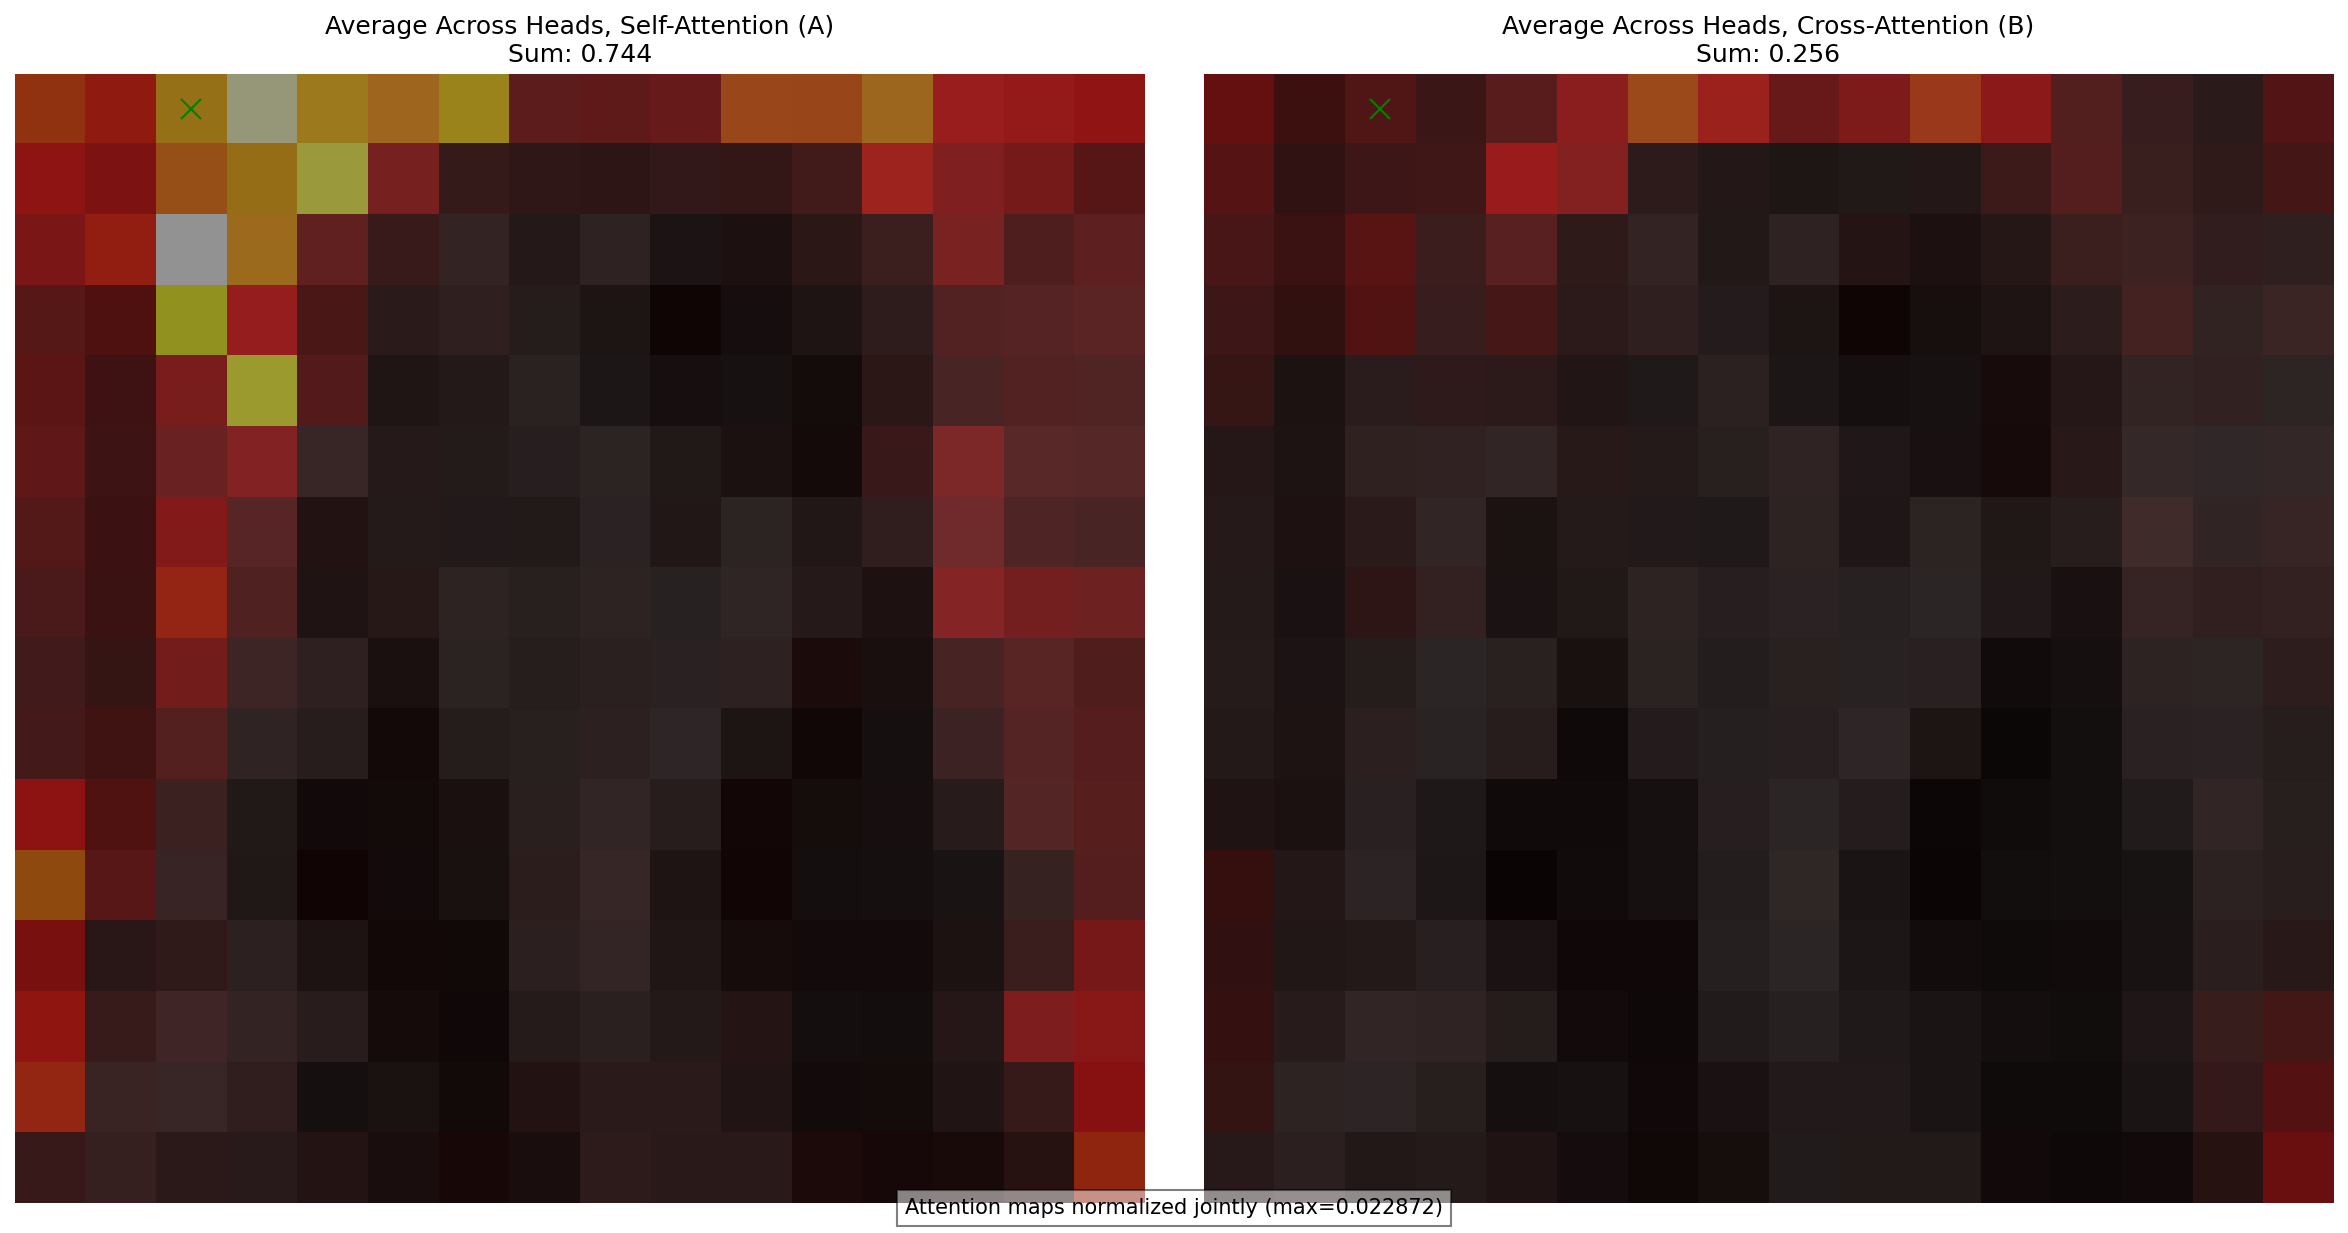 Average Across Heads, Self-Attention (A)
Sum: 0.744
Average Across Heads, Cross-Attention (B)
Sum: 0.256
Attention maps normalized jointly (max=0.022872)